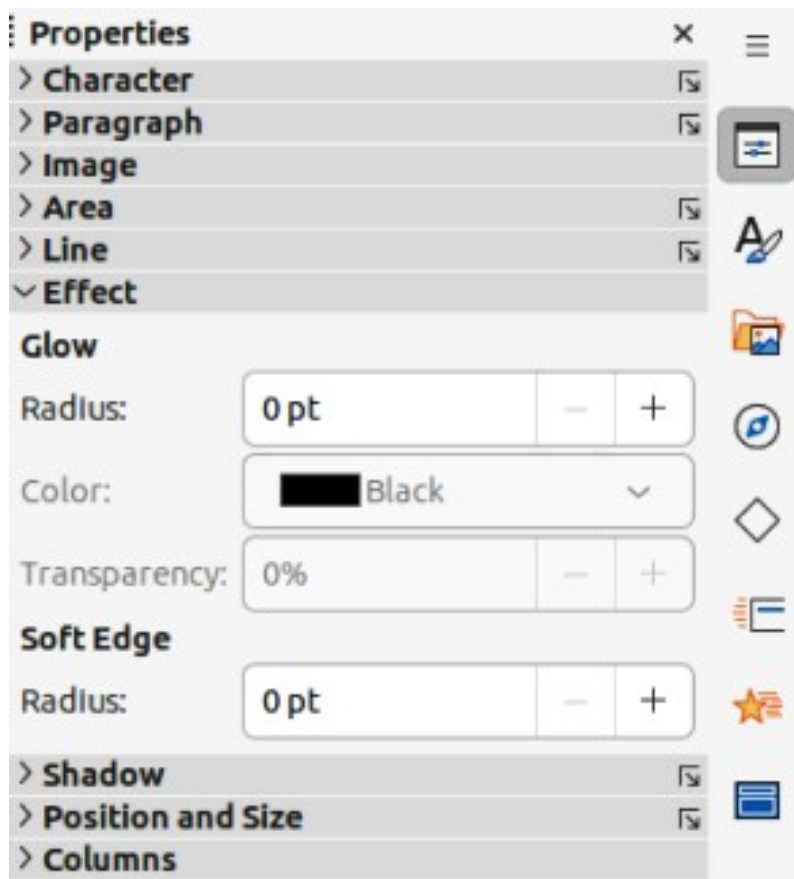 Properties
Character
Paragraph
Image
Area
Line
Effect
Glow
Radius: 0 pt
Color: Black
Transparency: 0%
Soft Edge
Radius: 0 pt
Shadow
Position and Size
Columns